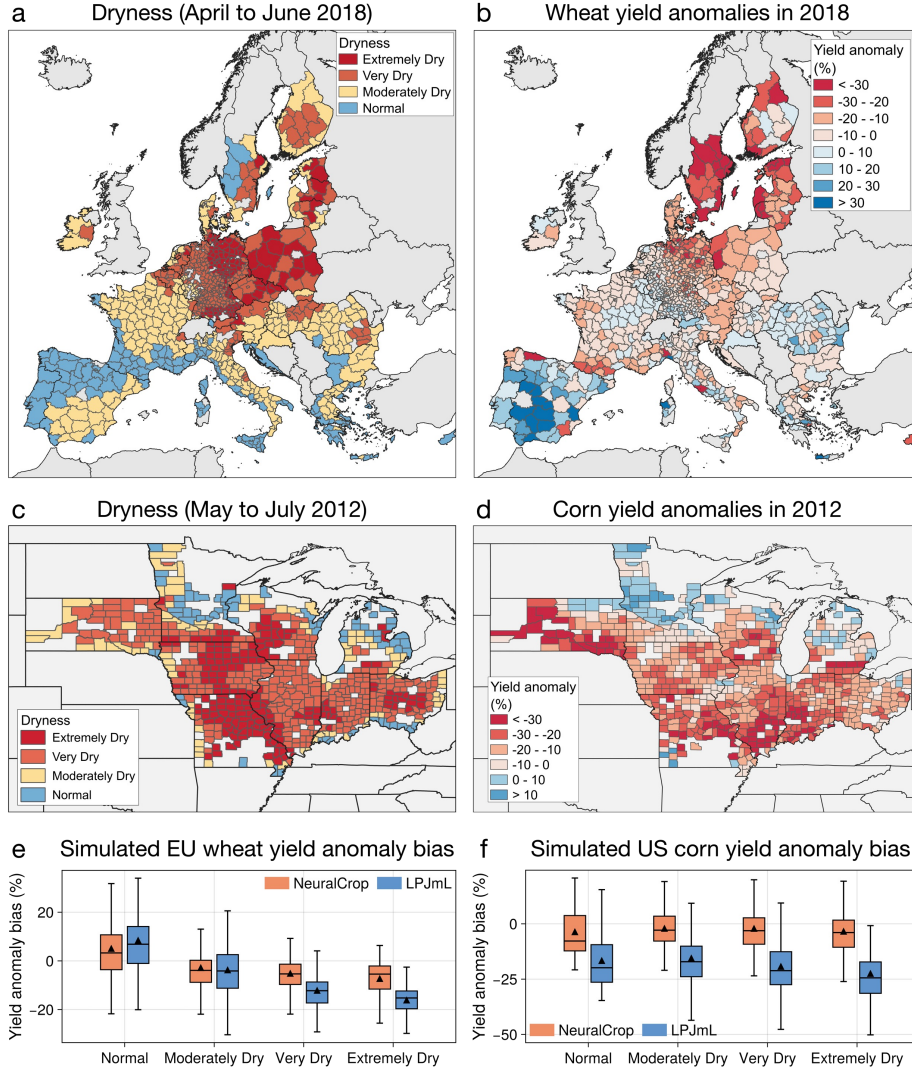 a Dryness (April to June 2018)
Dryness
Extremely Dry
Very Dry
Moderately Dry
Normal
b Wheat yield anomalies in 2018
Yield anomaly
(%)
< -30
-30 - -20
-20 - -10
-10 - 0
0 - 10
10 - 20
20 - 30
> 30
c Dryness (May to July 2012)
Dryness
Extremely Dry
Very Dry
Moderately Dry
Normal
d Corn yield anomalies in 2012
Yield anomaly
(%)
< -30
-30 - -20
-20 - -10
-10 - 0
0 - 10
> 10
e Simulated EU wheat yield anomaly bias
Yield anomaly bias (%)
20
0
−20
NeuralCrop LPJmL
Normal Moderately Dry Very Dry Extremely Dry
f Simulated US corn yield anomaly bias
Yield anomaly bias (%)
0
−25
−50
NeuralCrop LPJmL
Normal Moderately Dry Very Dry Extremely Dry